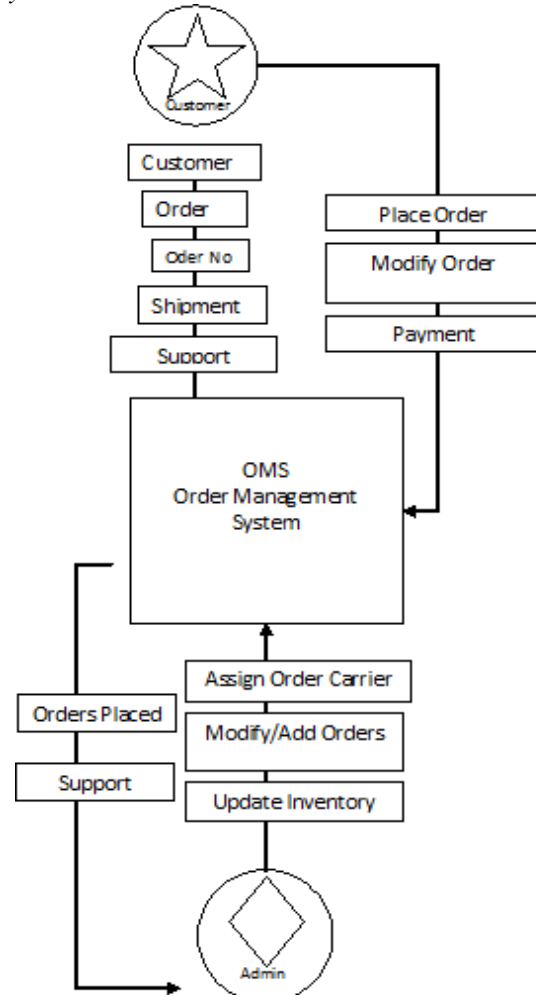 Customer
Customer
Order
Oder No
Shipment
Support
Place Order
Modify Order
Payment
OMS
Order Management
System
Orders Placed
Support
Assign Order Carrier
Modify/Add Orders
Update Inventory
Admin